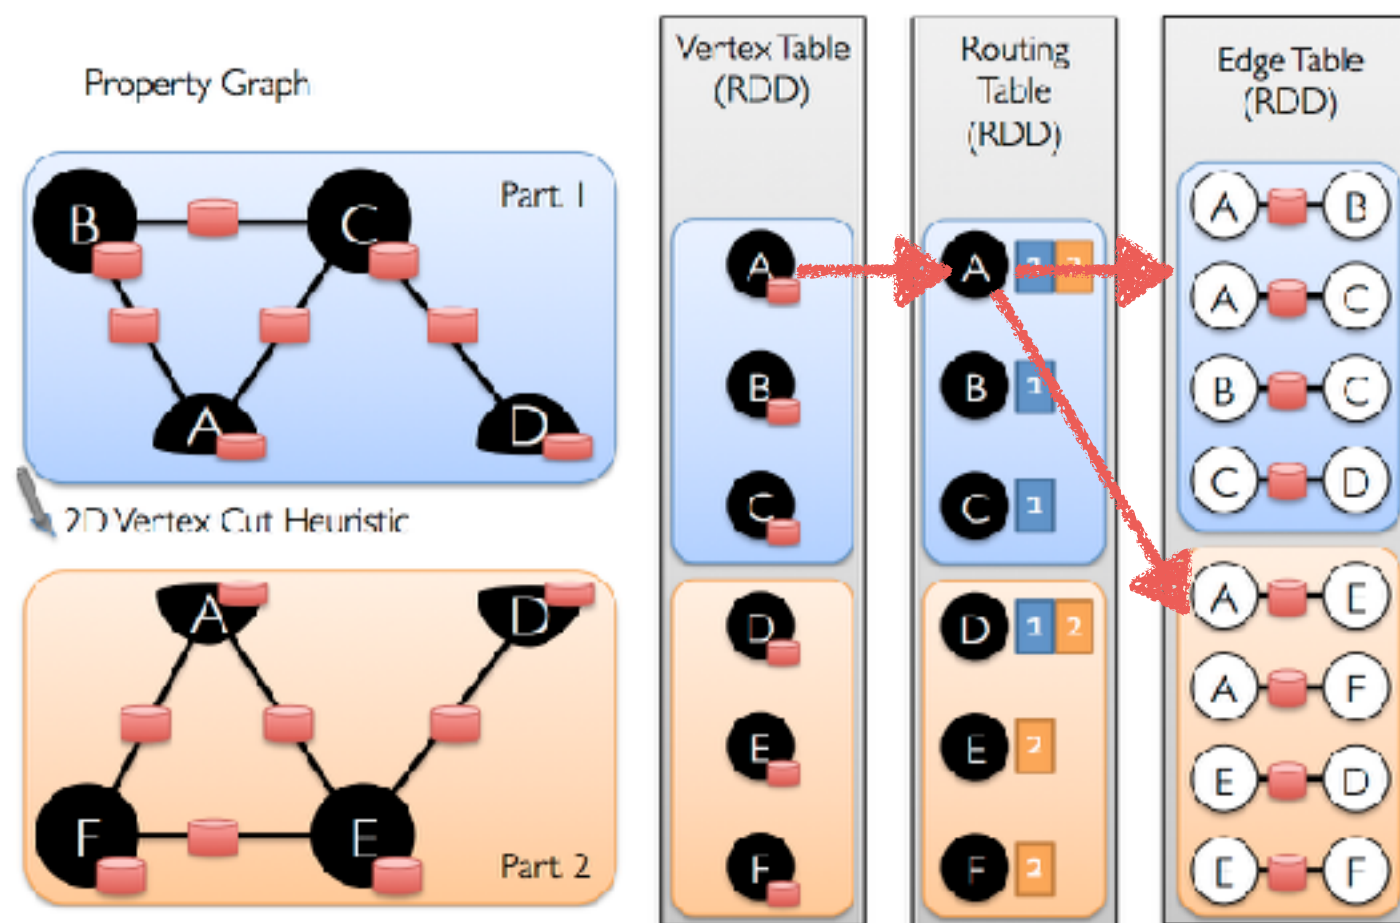 Property Graph
Part. 1
B
C
A
D
2D Vertex Cut Heuristic
A
D
F
E
Part. 2
Vertex Table
(RDD)
A
B
C
D
E
F
Routing
Table
(RDD)
A 2
B 1
C 1
D 1 2
E 2
F 2
Edge Table
(RDD)
A B
A C
B C
C D
A E
A F
E D
E F